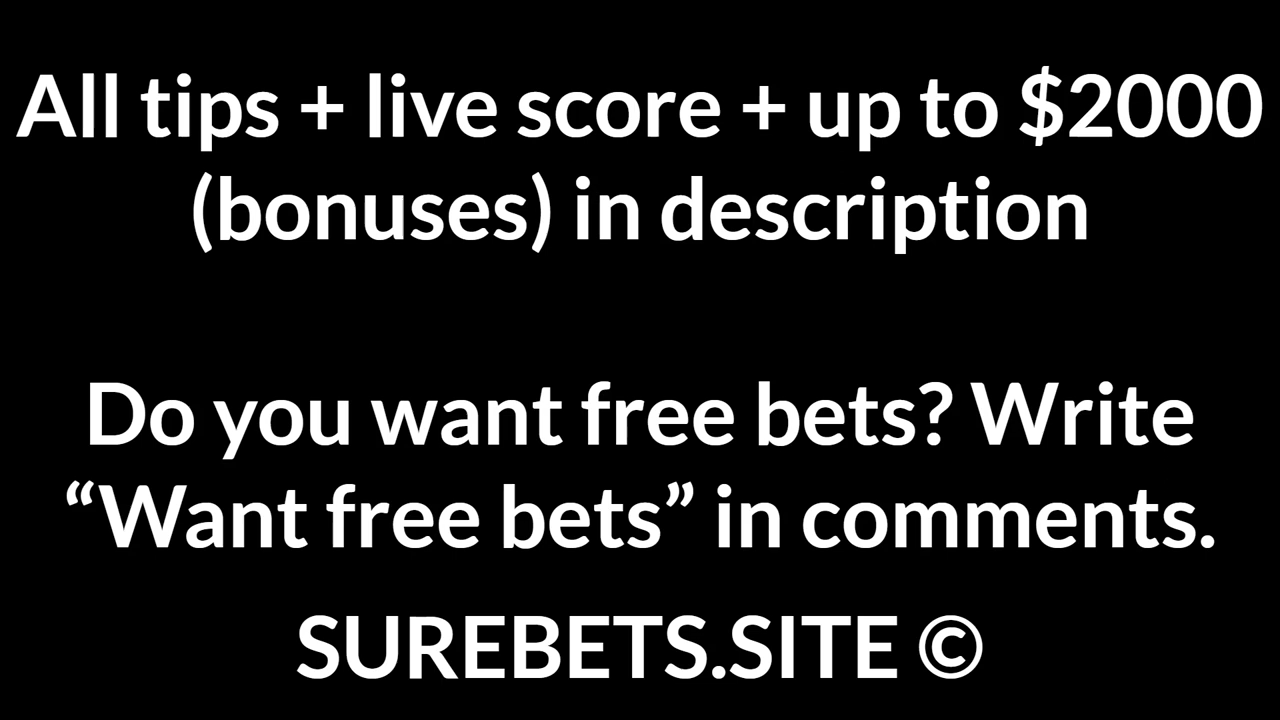 All tips + live score + up to $2000
(bonuses) in description
Do you want free bets? Write
“Want free bets” in comments.
SUREBETS.SITE ©